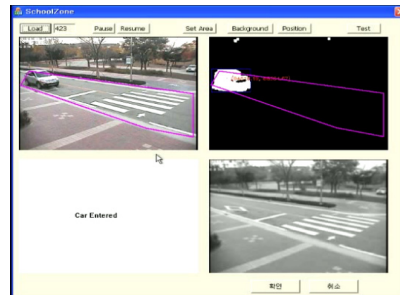 SchoolZone
Load 423 Pause Resume Set Area Background Position Test
Car Entered
확인 취소